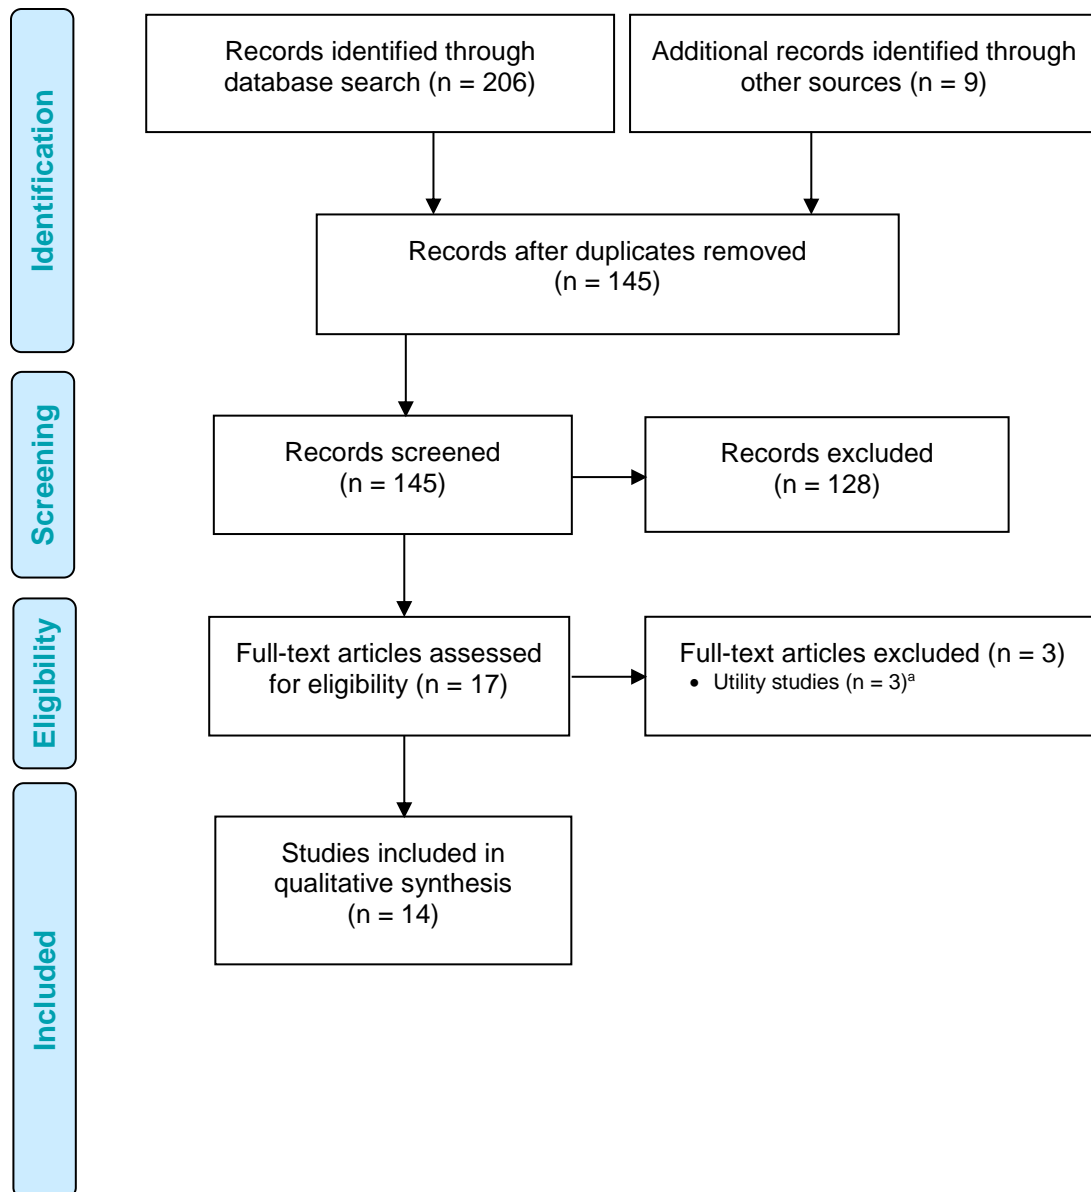 Identification
Records identified through
database search (n = 206)
Additional records identified through
other sources (n = 9)
Records after duplicates removed
(n = 145)
Screening
Records screened
(n = 145)
Records excluded
(n = 128)
Eligibility
Full-text articles assessed
for eligibility (n = 17)
Full-text articles excluded (n = 3)
• Utility studies (n = 3)ᵃ
Included
Studies included in
qualitative synthesis
(n = 14)